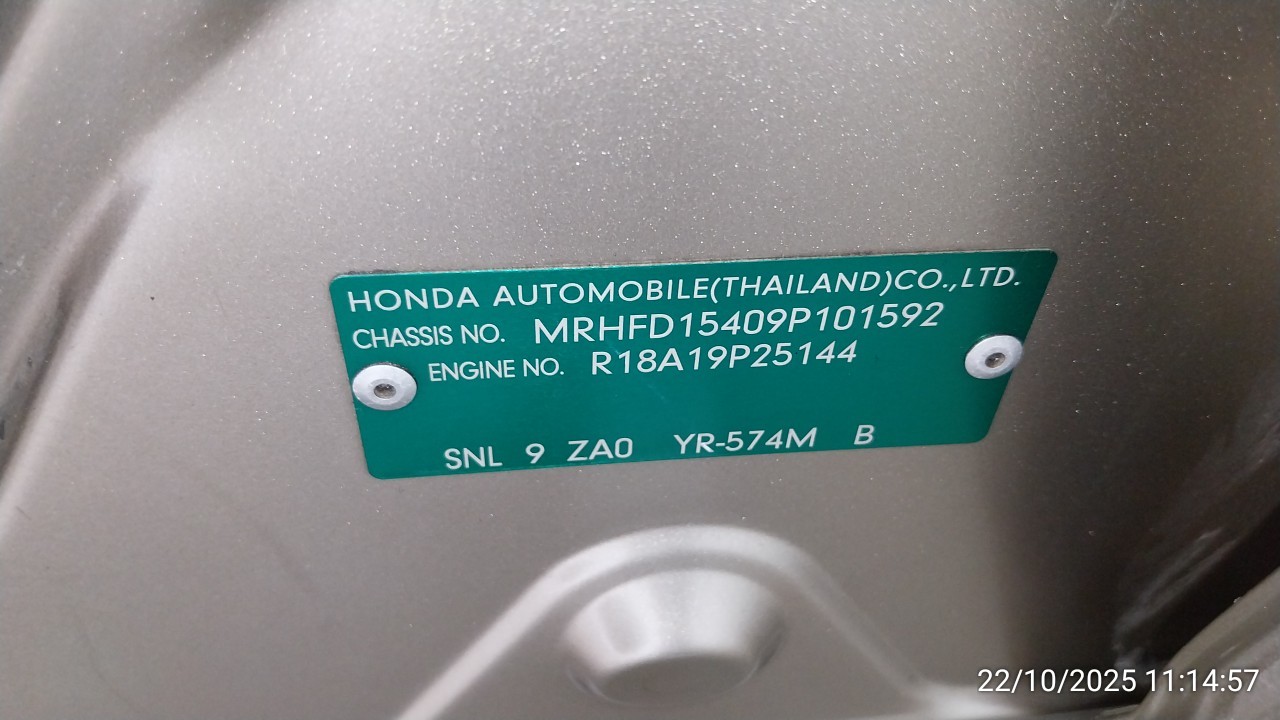 HONDA AUTOMOBILE(THAILAND)CO.,LTD.
CHASSIS NO. MRHFD15409P101592
ENGINE NO. R18A19P25144
SNL 9 ZA0 YR-574M B
22/10/2025 11:14:57